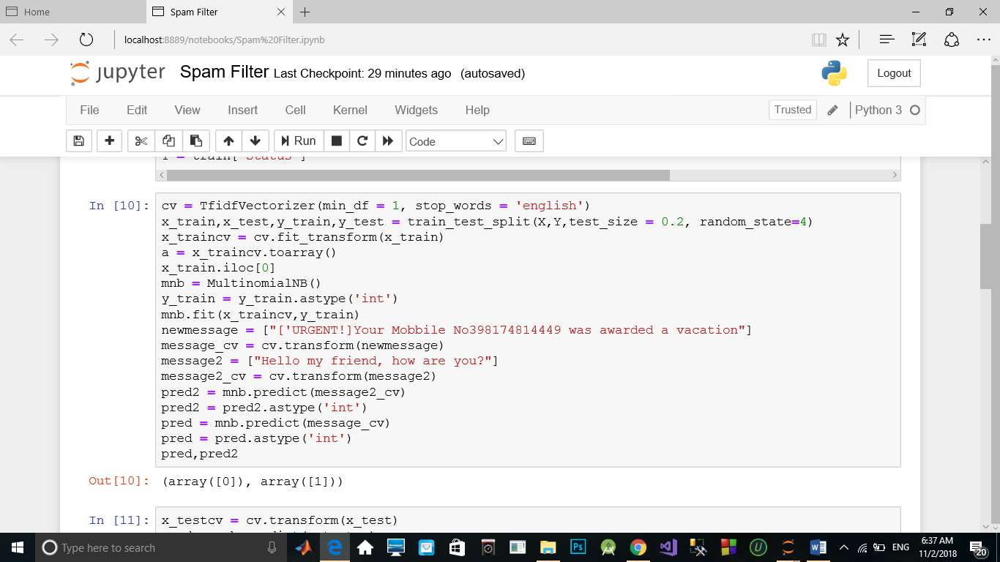 Home
Spam Filter
localhost:8889/notebooks/Spam%20Filter.ipynb
jupyter Spam Filter Last Checkpoint: 29 minutes ago (autosaved)
Logout
File Edit View Insert Cell Kernel Widgets Help
Trusted
Python 3
Run
Code
= train['Status']
In [10]:
cv = TfidfVectorizer(min_df = 1, stop_words = 'english')
x_train,x_test,y_train,y_test = train_test_split(X,Y,test_size = 0.2, random_state=4)
x_traincv = cv.fit_transform(x_train)
a = x_traincv.toarray()
x_train.iloc[0]
mnb = MultinomialNB()
y_train = y_train.astype('int')
mnb.fit(x_traincv,y_train)
newmessage = ["['URGENT!]Your Mobbile No398174814449 was awarded a vacation"]
message_cv = cv.transform(newmessage)
message2 = ["Hello my friend, how are you?"]
message2_cv = cv.transform(message2)
pred2 = mnb.predict(message2_cv)
pred2 = pred2.astype('int')
pred = mnb.predict(message_cv)
pred = pred.astype('int')
pred,pred2
Out[10]: (array([0]), array([1]))
In [11]: x_testcv = cv.transform(x_test)
Type here to search
Ps
ENG
6:37 AM
11/2/2018
20